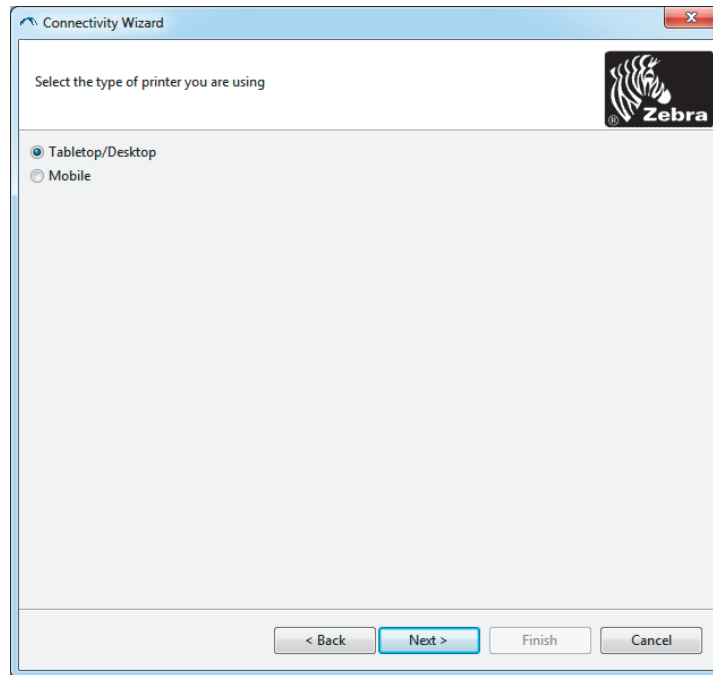 Connectivity Wizard
Select the type of printer you are using
® Zebra
Tabletop/Desktop
Mobile
< Back Next > Finish Cancel